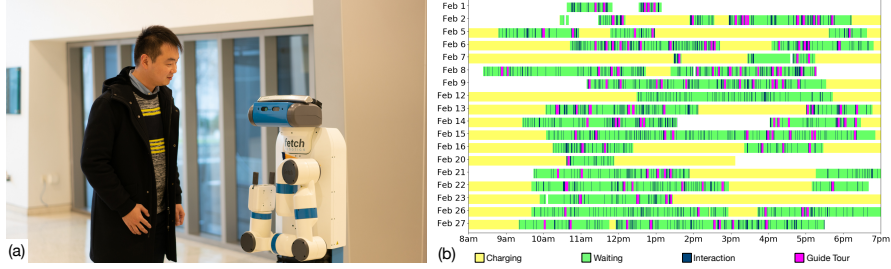 fetch
(a)
(b)
Feb 1
Feb 2
Feb 5
Feb 6
Feb 7
Feb 8
Feb 9
Feb 12
Feb 13
Feb 14
Feb 15
Feb 16
Feb 20
Feb 21
Feb 22
Feb 23
Feb 26
Feb 27
8am 9am 10am 11am 12pm 1pm 2pm 3pm 4pm 5pm 6pm 7pm
Charging Waiting Interaction Guide Tour